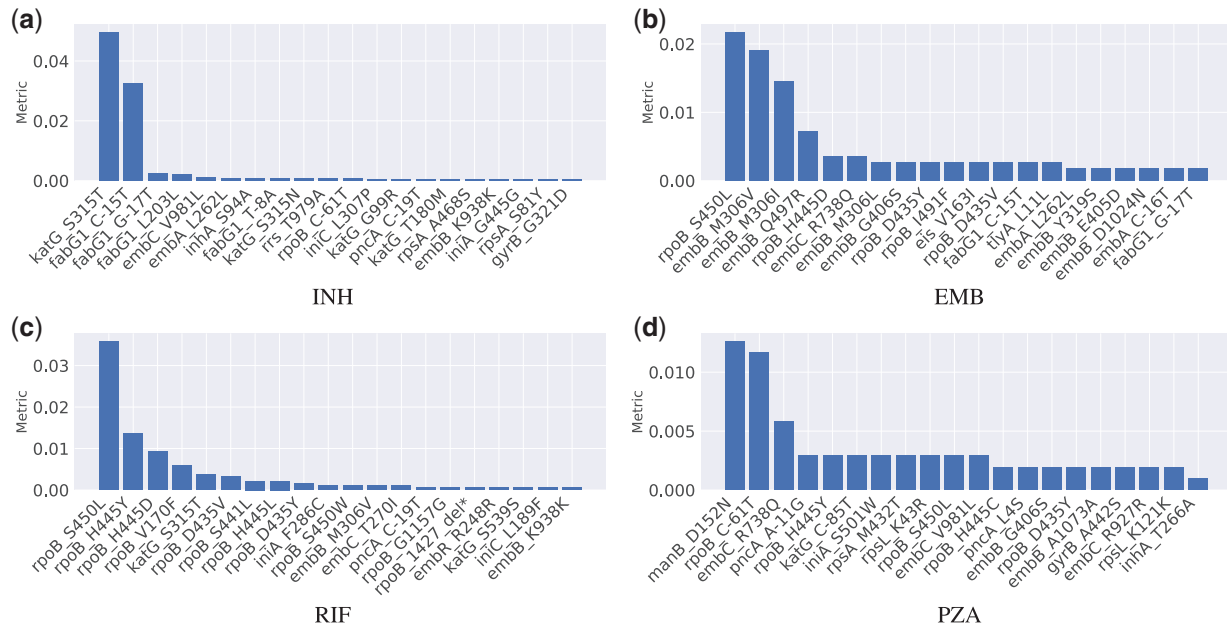 (a)
Metric
0.04
0.02
0.00
katG_S315T
fabG1_C-15T
fabG1_G-17T
fabG1_L203L
embC_V981L
embA_L262L
inhA_S94A
fabG1_T-8A
katG_S315N
rrs_T979A
rpoB_C-61T
iniC_L307P
katG_G99R
pncA_C-19T
katG_T180M
rpsA_A468S
embB_K938K
iniA_G445G
rpsA_S81Y
gyrB_G321D
INH
(b)
Metric
0.02
0.01
0.00
rpoB_S450L
embB_M306V
embB_M306I
embB_Q497R
rpoB_H445D
embC_R738Q
embB_M306L
embB_G406S
rpoB_D435Y
rpoB_I491F
eis_V163I
rpoB_D435V
fabG1_C-15T
tlyA_L11L
embA_L262L
embB_Y319S
embB_E405D
embB_D1024N
embA_C-16T
fabG1_G-17T
EMB
(c)
Metric
0.03
0.02
0.01
0.00
rpoB_S450L
rpoB_H445Y
rpoB_H445D
rpoB_V170F
katG_S315T
rpoB_D435V
rpoB_S441L
rpoB_H445L
rpoB_D435Y
iniA_F286C
rpoB_S450W
embB_M306V
embC_T270I
pncA_C-19T
rpoB_G1157G
rpoB_1427_del*
embR_R248R
katG_S539S
iniC_L189F
embB_K938K
RIF
(d)
Metric
0.010
0.005
0.000
manB_D152N
rpoB_C-61T
embC_R738Q
pncA_A-11G
rpoB_H445Y
katG_C-85T
iniA_S501W
rpsA_M432T
rpsL_K43R
rpoB_S450L
embC_V981L
rpoB_H445C
pncA_L4S
embB_G406S
rpoB_D435Y
embB_A1073A
gyrB_A442S
embC_R927R
rpsL_K121K
inhA_T266A
PZA